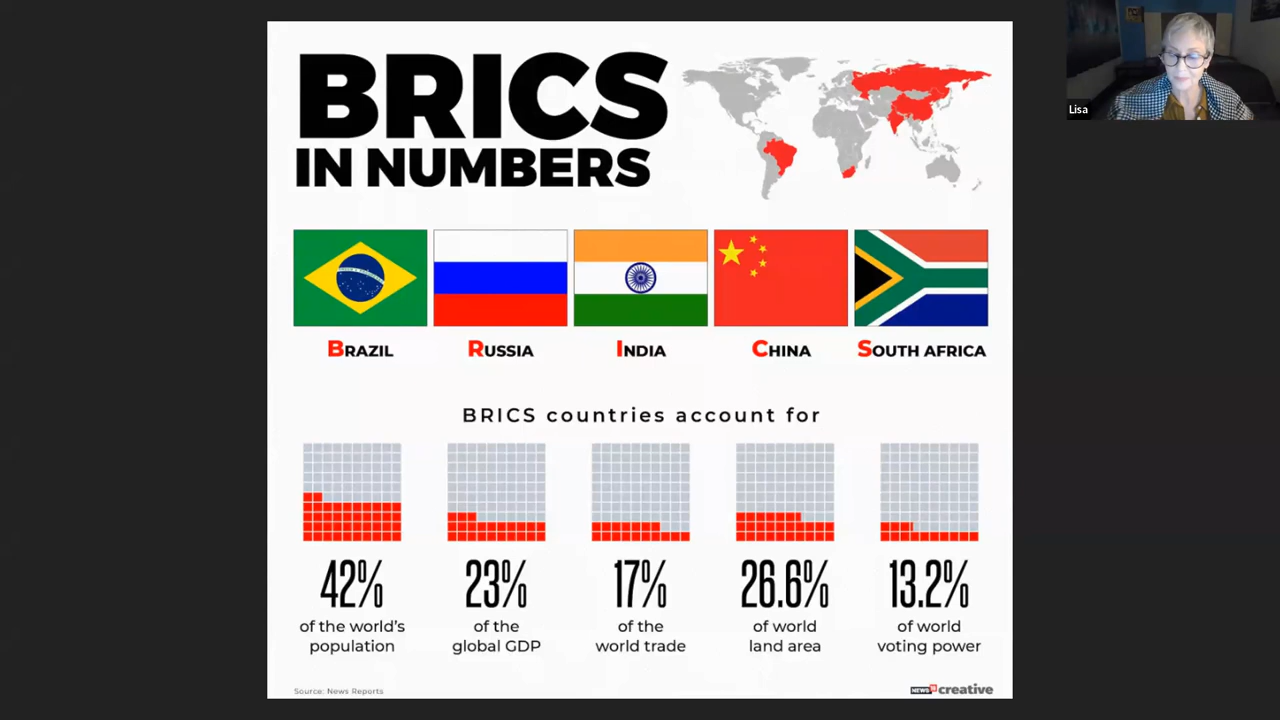 BRICS
IN NUMBERS
Lisa
BRAZIL
RUSSIA
INDIA
CHINA
SOUTH AFRICA
BRICS countries account for
42%
of the world's
population
23%
of the
global GDP
17%
of the
world trade
26.6%
of world
land area
13.2%
of world
voting power
Source: News Reports
NEWS18 creative